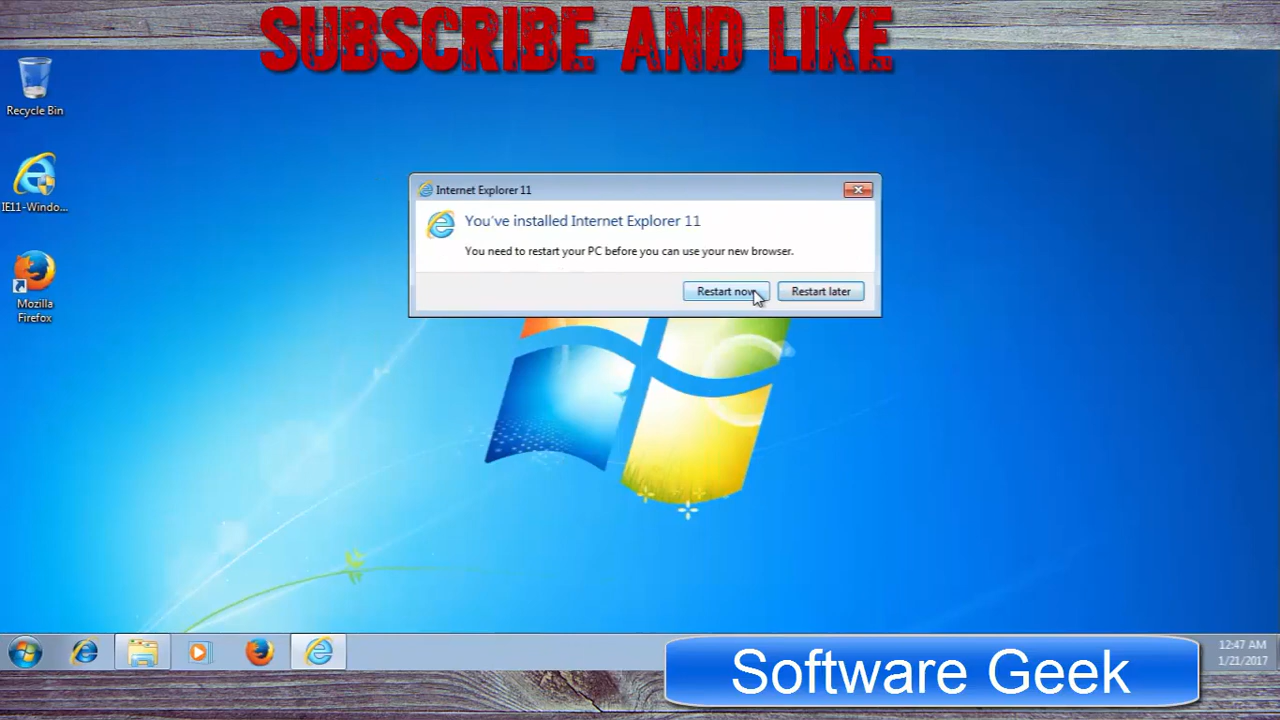 SUBSCRIBE AND LIKE
Recycle Bin
IE11-Windo...
Mozilla
Firefox
Internet Explorer 11
You've installed Internet Explorer 11
You need to restart your PC before you can use your new browser.
Restart now
Restart later
Software Geek
12:47 AM
1/21/2017